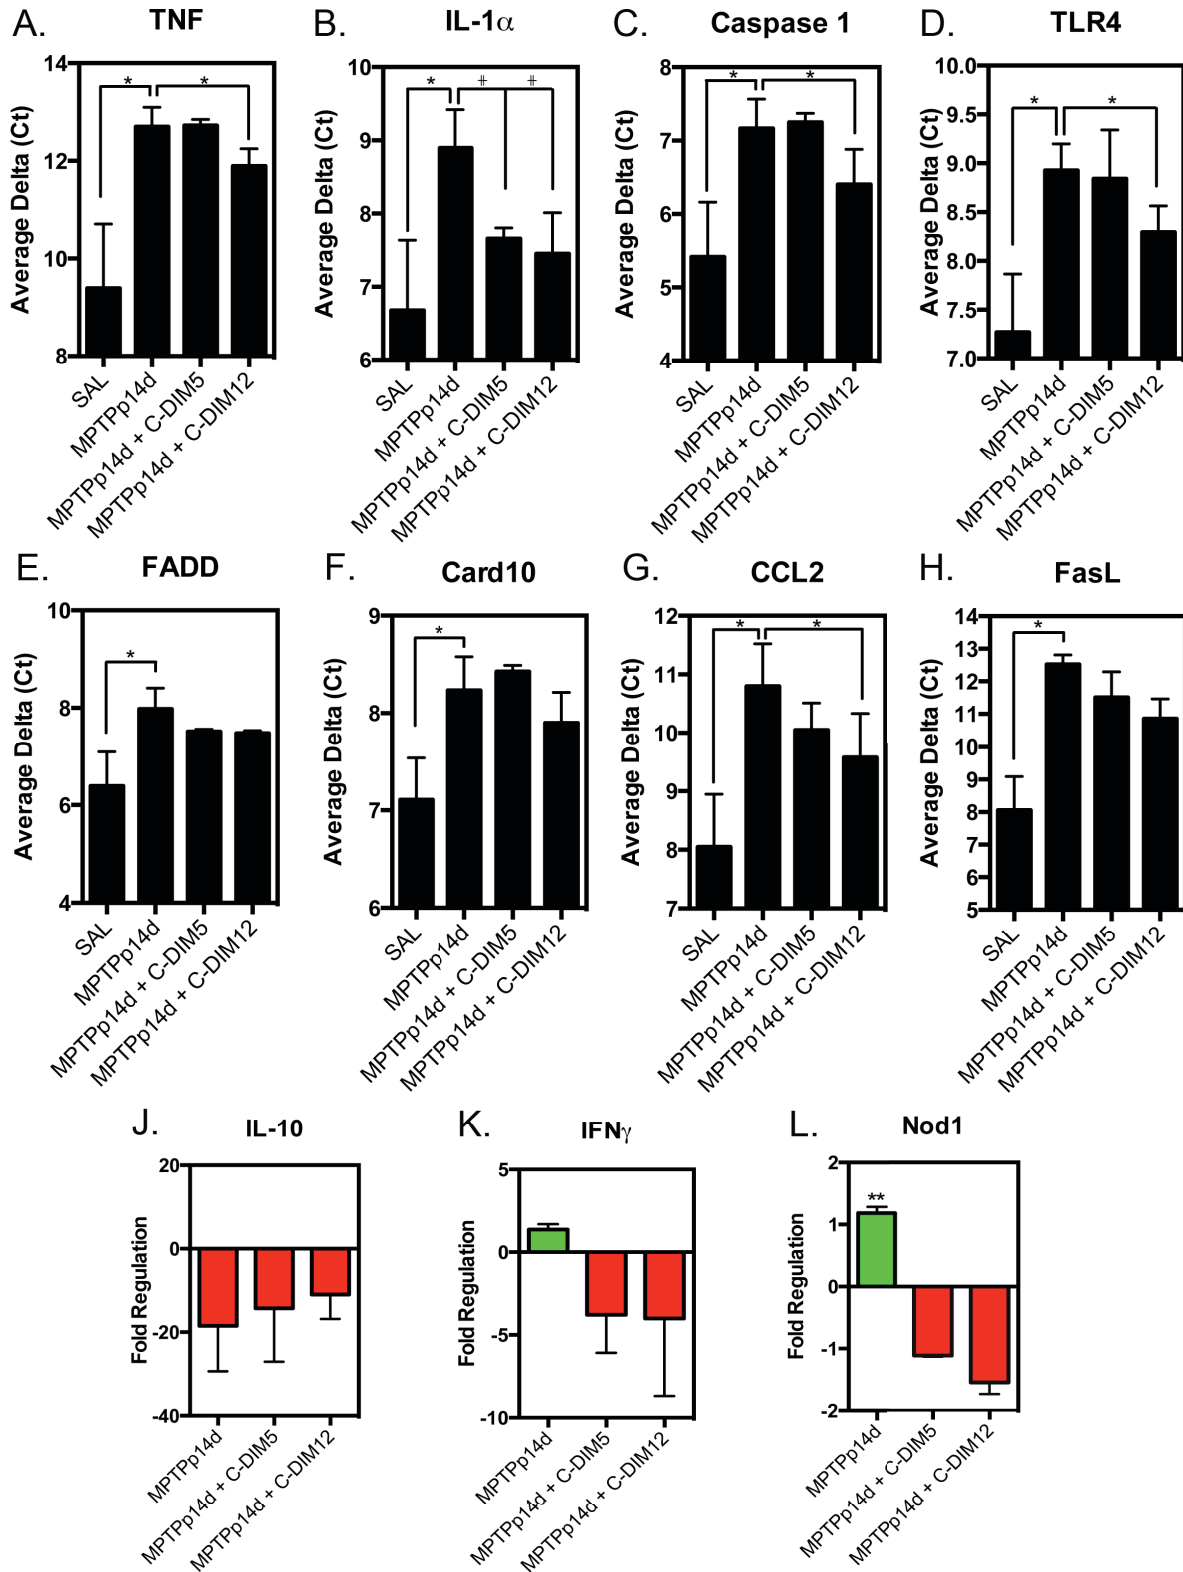 A. TNF
Average Delta (Ct)
14
12
10
8
* *
SAL
MPTPp14d
MPTPp14d + C-DIM5
MPTPp14d + C-DIM12
B. IL-1α
Average Delta (Ct)
10
9
8
7
6
* ‡ ‡
SAL
MPTPp14d
MPTPp14d + C-DIM5
MPTPp14d + C-DIM12
C. Caspase 1
Average Delta (Ct)
8
7
6
5
4
* *
SAL
MPTPp14d
MPTPp14d + C-DIM5
MPTPp14d + C-DIM12
D. TLR4
Average Delta (Ct)
10.0
9.5
9.0
8.5
8.0
7.5
7.0
* *
SAL
MPTPp14d
MPTPp14d + C-DIM5
MPTPp14d + C-DIM12
E. FADD
Average Delta (Ct)
10
8
6
4
*
SAL
MPTPp14d
MPTPp14d + C-DIM5
MPTPp14d + C-DIM12
F. Card10
Average Delta (Ct)
9
8
7
6
*
SAL
MPTPp14d
MPTPp14d + C-DIM5
MPTPp14d + C-DIM12
G. CCL2
Average Delta (Ct)
12
11
10
9
8
7
* *
SAL
MPTPp14d
MPTPp14d + C-DIM5
MPTPp14d + C-DIM12
H. FasL
Average Delta (Ct)
14
13
12
11
10
9
8
7
6
5
*
SAL
MPTPp14d
MPTPp14d + C-DIM5
MPTPp14d + C-DIM12
J. IL-10
Fold Regulation
20
0
-20
-40
MPTPp14d
MPTPp14d + C-DIM5
MPTPp14d + C-DIM12
K. IFNγ
Fold Regulation
5
0
-5
-10
MPTPp14d
MPTPp14d + C-DIM5
MPTPp14d + C-DIM12
L. Nod1
Fold Regulation
2
1
0
-1
-2
**
MPTPp14d
MPTPp14d + C-DIM5
MPTPp14d + C-DIM12